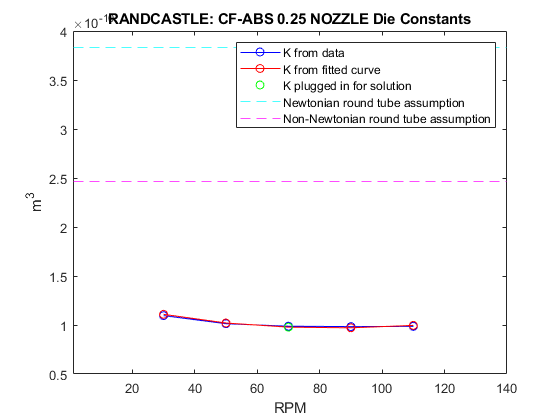 RANDCASTLE: CF-ABS 0.25 NOZZLE Die Constants
4
3.5
3
2.5
2
1.5
1
0.5
m3
20 40 60 80 100 120 140
RPM
K from data
K from fitted curve
K plugged in for solution
Newtonian round tube assumption
Non-Newtonian round tube assumption